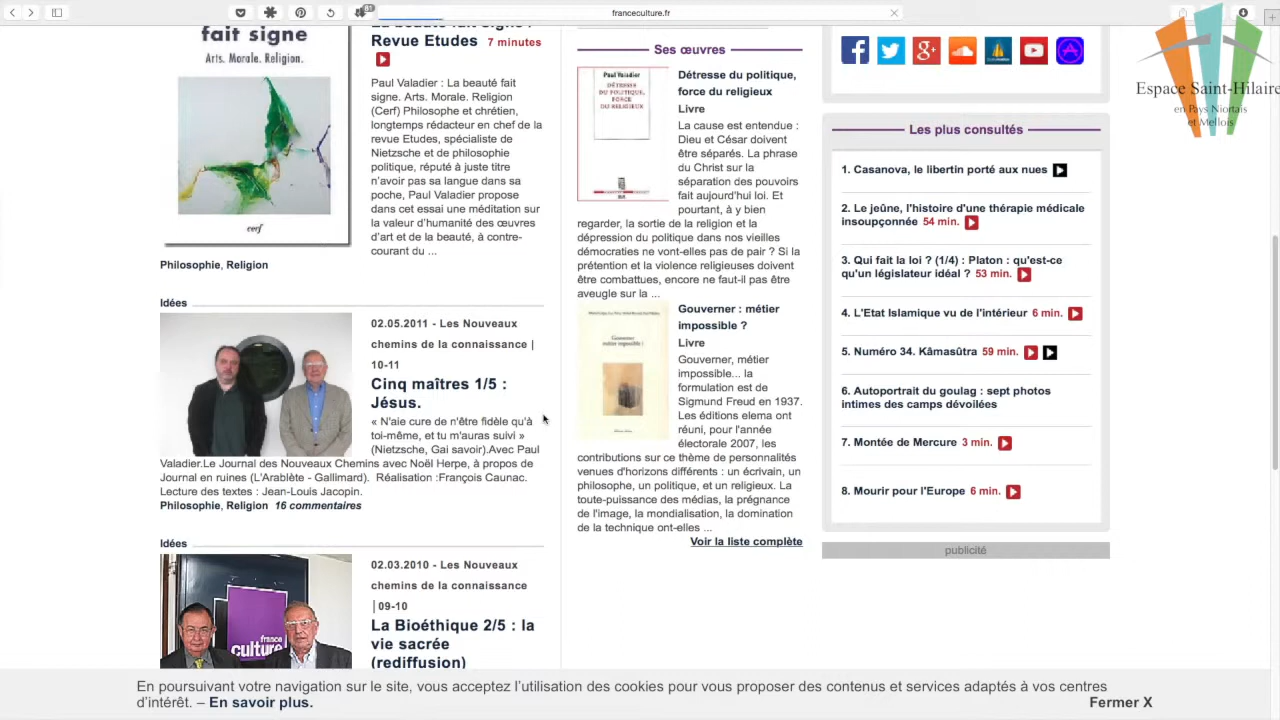 franceculture.fr
81
fait signe
Arts. Morale. Religion.
cerf
Philosophie, Religion
Revue Etudes 7 minutes
Paul Valadier : La beauté fait
signe. Arts. Morale. Religion
(Cerf) Philosophe et chrétien,
longtemps rédacteur en chef de la
revue Etudes, spécialiste de
Nietzsche et de philosophie
politique, réputé à juste titre
n'avoir pas sa langue dans sa
poche, Paul Valadier propose
dans cet essai une méditation sur
la valeur d'humanité des œuvres
d'art et de la beauté, à contre-
courant du ...
Idées
02.05.2011 - Les Nouveaux
chemins de la connaissance |
10-11
Cinq maîtres 1/5 :
Jésus.
« N'aie cure de n'être fidèle qu'à
toi-même, et tu m'auras suivi »
(Nietzsche, Gai savoir).Avec Paul
Valadier.Le Journal des Nouveaux Chemins avec Noël Herpe, à propos de
Journal en ruines (L'Arablète - Gallimard). Réalisation :François Caunac.
Lecture des textes : Jean-Louis Jacopin.
Philosophie, Religion 16 commentaires
Idées
02.03.2010 - Les Nouveaux
chemins de la connaissance
|09-10
La Bioéthique 2/5 : la
vie sacrée
(rediffusion)
france
culture
Ses œuvres
Paul Valadier
DÉTRESSE
DU POLITIQUE,
FORCE
DU RELIGIEUX
Détresse du politique,
force du religieux
Livre
La cause est entendue :
Dieu et César doivent
être séparés. La phrase
du Christ sur la
séparation des pouvoirs
fait aujourd'hui loi. Et
pourtant, à y bien
regarder, la sortie de la religion et la
dépression du politique dans nos vieilles
démocraties ne vont-elles pas de pair ? Si la
prétention et la violence religieuses doivent
être combattues, encore ne faut-il pas être
aveugle sur la ...
Gouverner :
métier impossible ?
Gouverner : métier
impossible ?
Livre
Gouverner, métier
impossible... la
formulation est de
Sigmund Freud en 1937.
Les éditions elema ont
réuni, pour l'année
électorale 2007, les
contributions sur ce thème de personnalités
venues d'horizons différents : un écrivain, un
philosophe, un politique, et un religieux. La
toute-puissance des médias, la prégnance
de l'image, la mondialisation, la domination
de la technique ont-elles ...
Voir la liste complète
Espace Saint-Hilaire
en Pays Niortais
et Mellois
Les plus consultés
1. Casanova, le libertin porté aux nues
2. Le jeûne, l'histoire d'une thérapie médicale
insoupçonnée 54 min.
3. Qui fait la loi ? (1/4) : Platon : qu'est-ce
qu'un législateur idéal ? 53 min.
4. L'Etat Islamique vu de l'intérieur 6 min.
5. Numéro 34. Kâmasûtra 59 min.
6. Autoportrait du goulag : sept photos
intimes des camps dévoilées
7. Montée de Mercure 3 min.
8. Mourir pour l'Europe 6 min.
publicité
En poursuivant votre navigation sur le site, vous acceptez l'utilisation des cookies pour vous proposer des contenus et services adaptés à vos centres
d'intérêt. – En savoir plus.
Fermer X